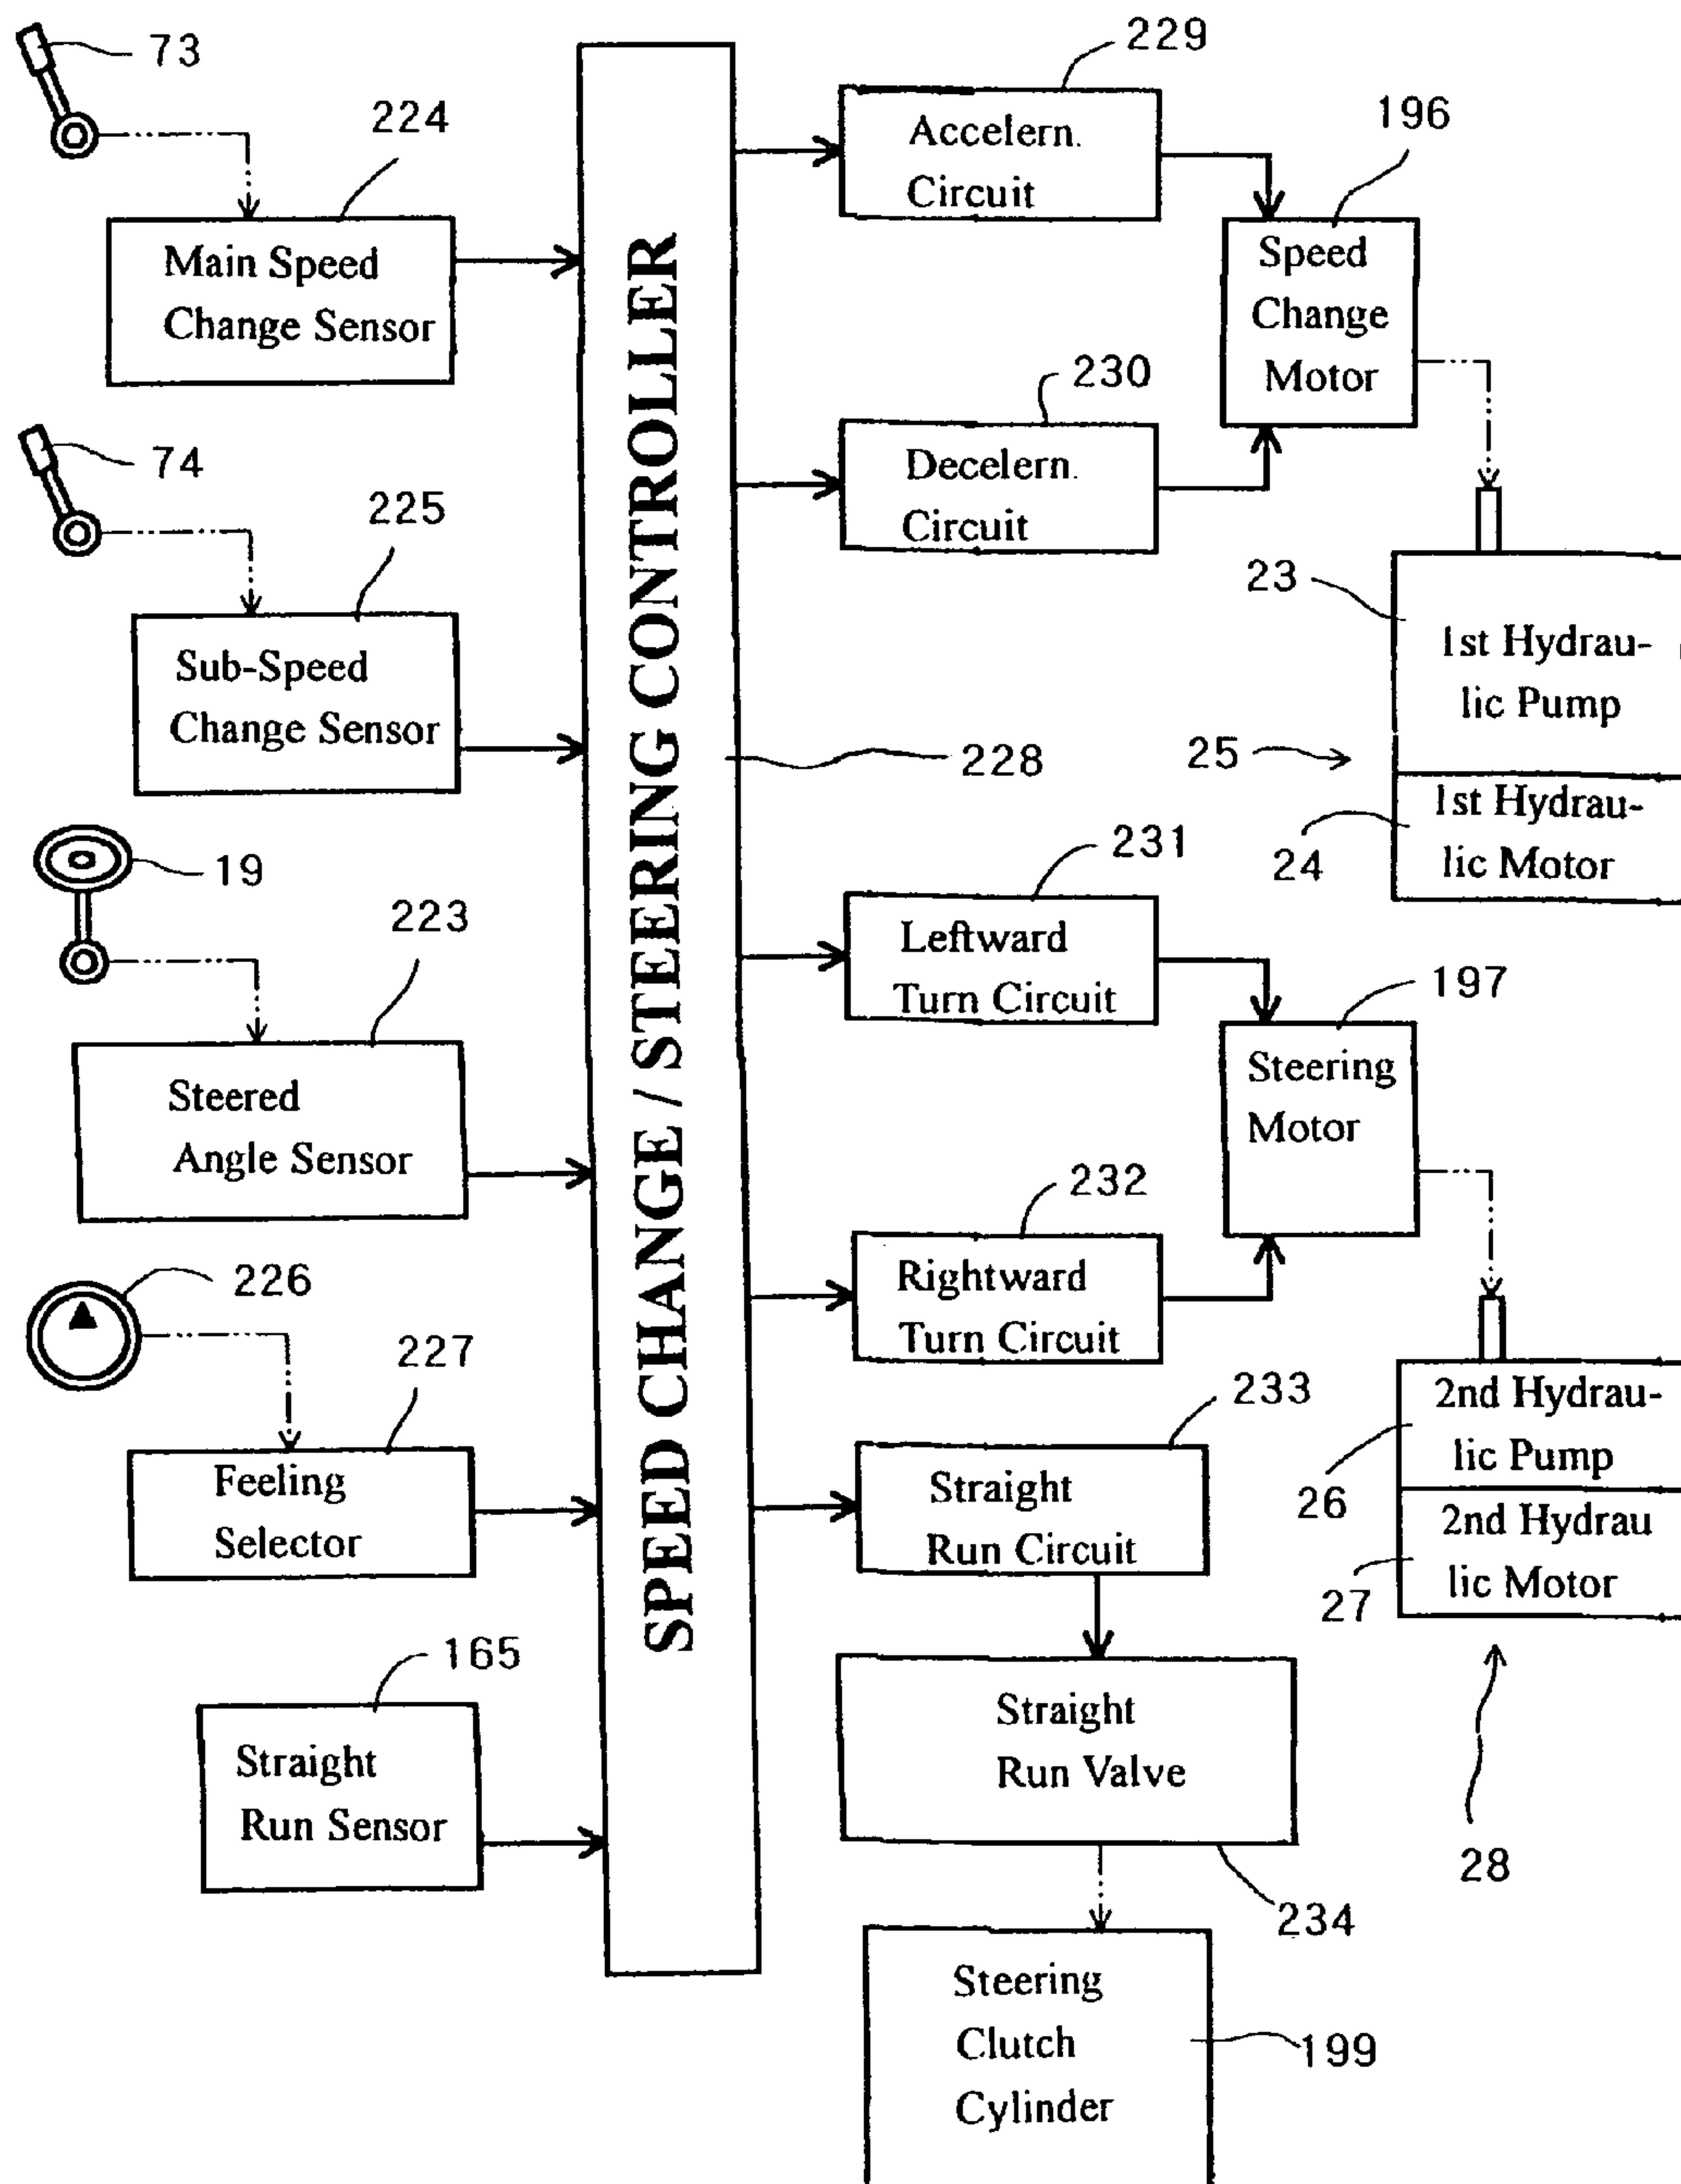 73
224
Main Speed
Change Sensor
74
225
Sub-Speed
Change Sensor
19
223
Steered
Angle Sensor
226
227
Feeling
Selector
165
Straight
Run Sensor
SPEED CHANGE / STEERING CONTROLLER
228
229
Accelern.
Circuit
196
Speed
Change
Motor
230
Decelern.
Circuit
23
1st Hydrau-
lic Pump
25
1st Hydrau-
24
lic Motor
231
Leftward
Turn Circuit
197
Steering
Motor
232
Rightward
Turn Circuit
2nd Hydrau-
lic Pump
26
2nd Hydrau
lic Motor
27
28
233
Straight
Run Circuit
Straight
Run Valve
234
Steering
Clutch
Cylinder
199